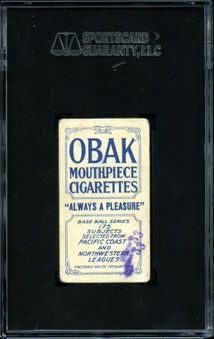 SPORTSCARD
GUARANTY, LLC
OBAK
MOUTHPIECE
CIGARETTES
"ALWAYS A PLEASURE"
BASE BALL SERIES
175
SUBJECTS
SELECTED FROM
PACIFIC COAST
AND
NORTHWESTERN
LEAGUES